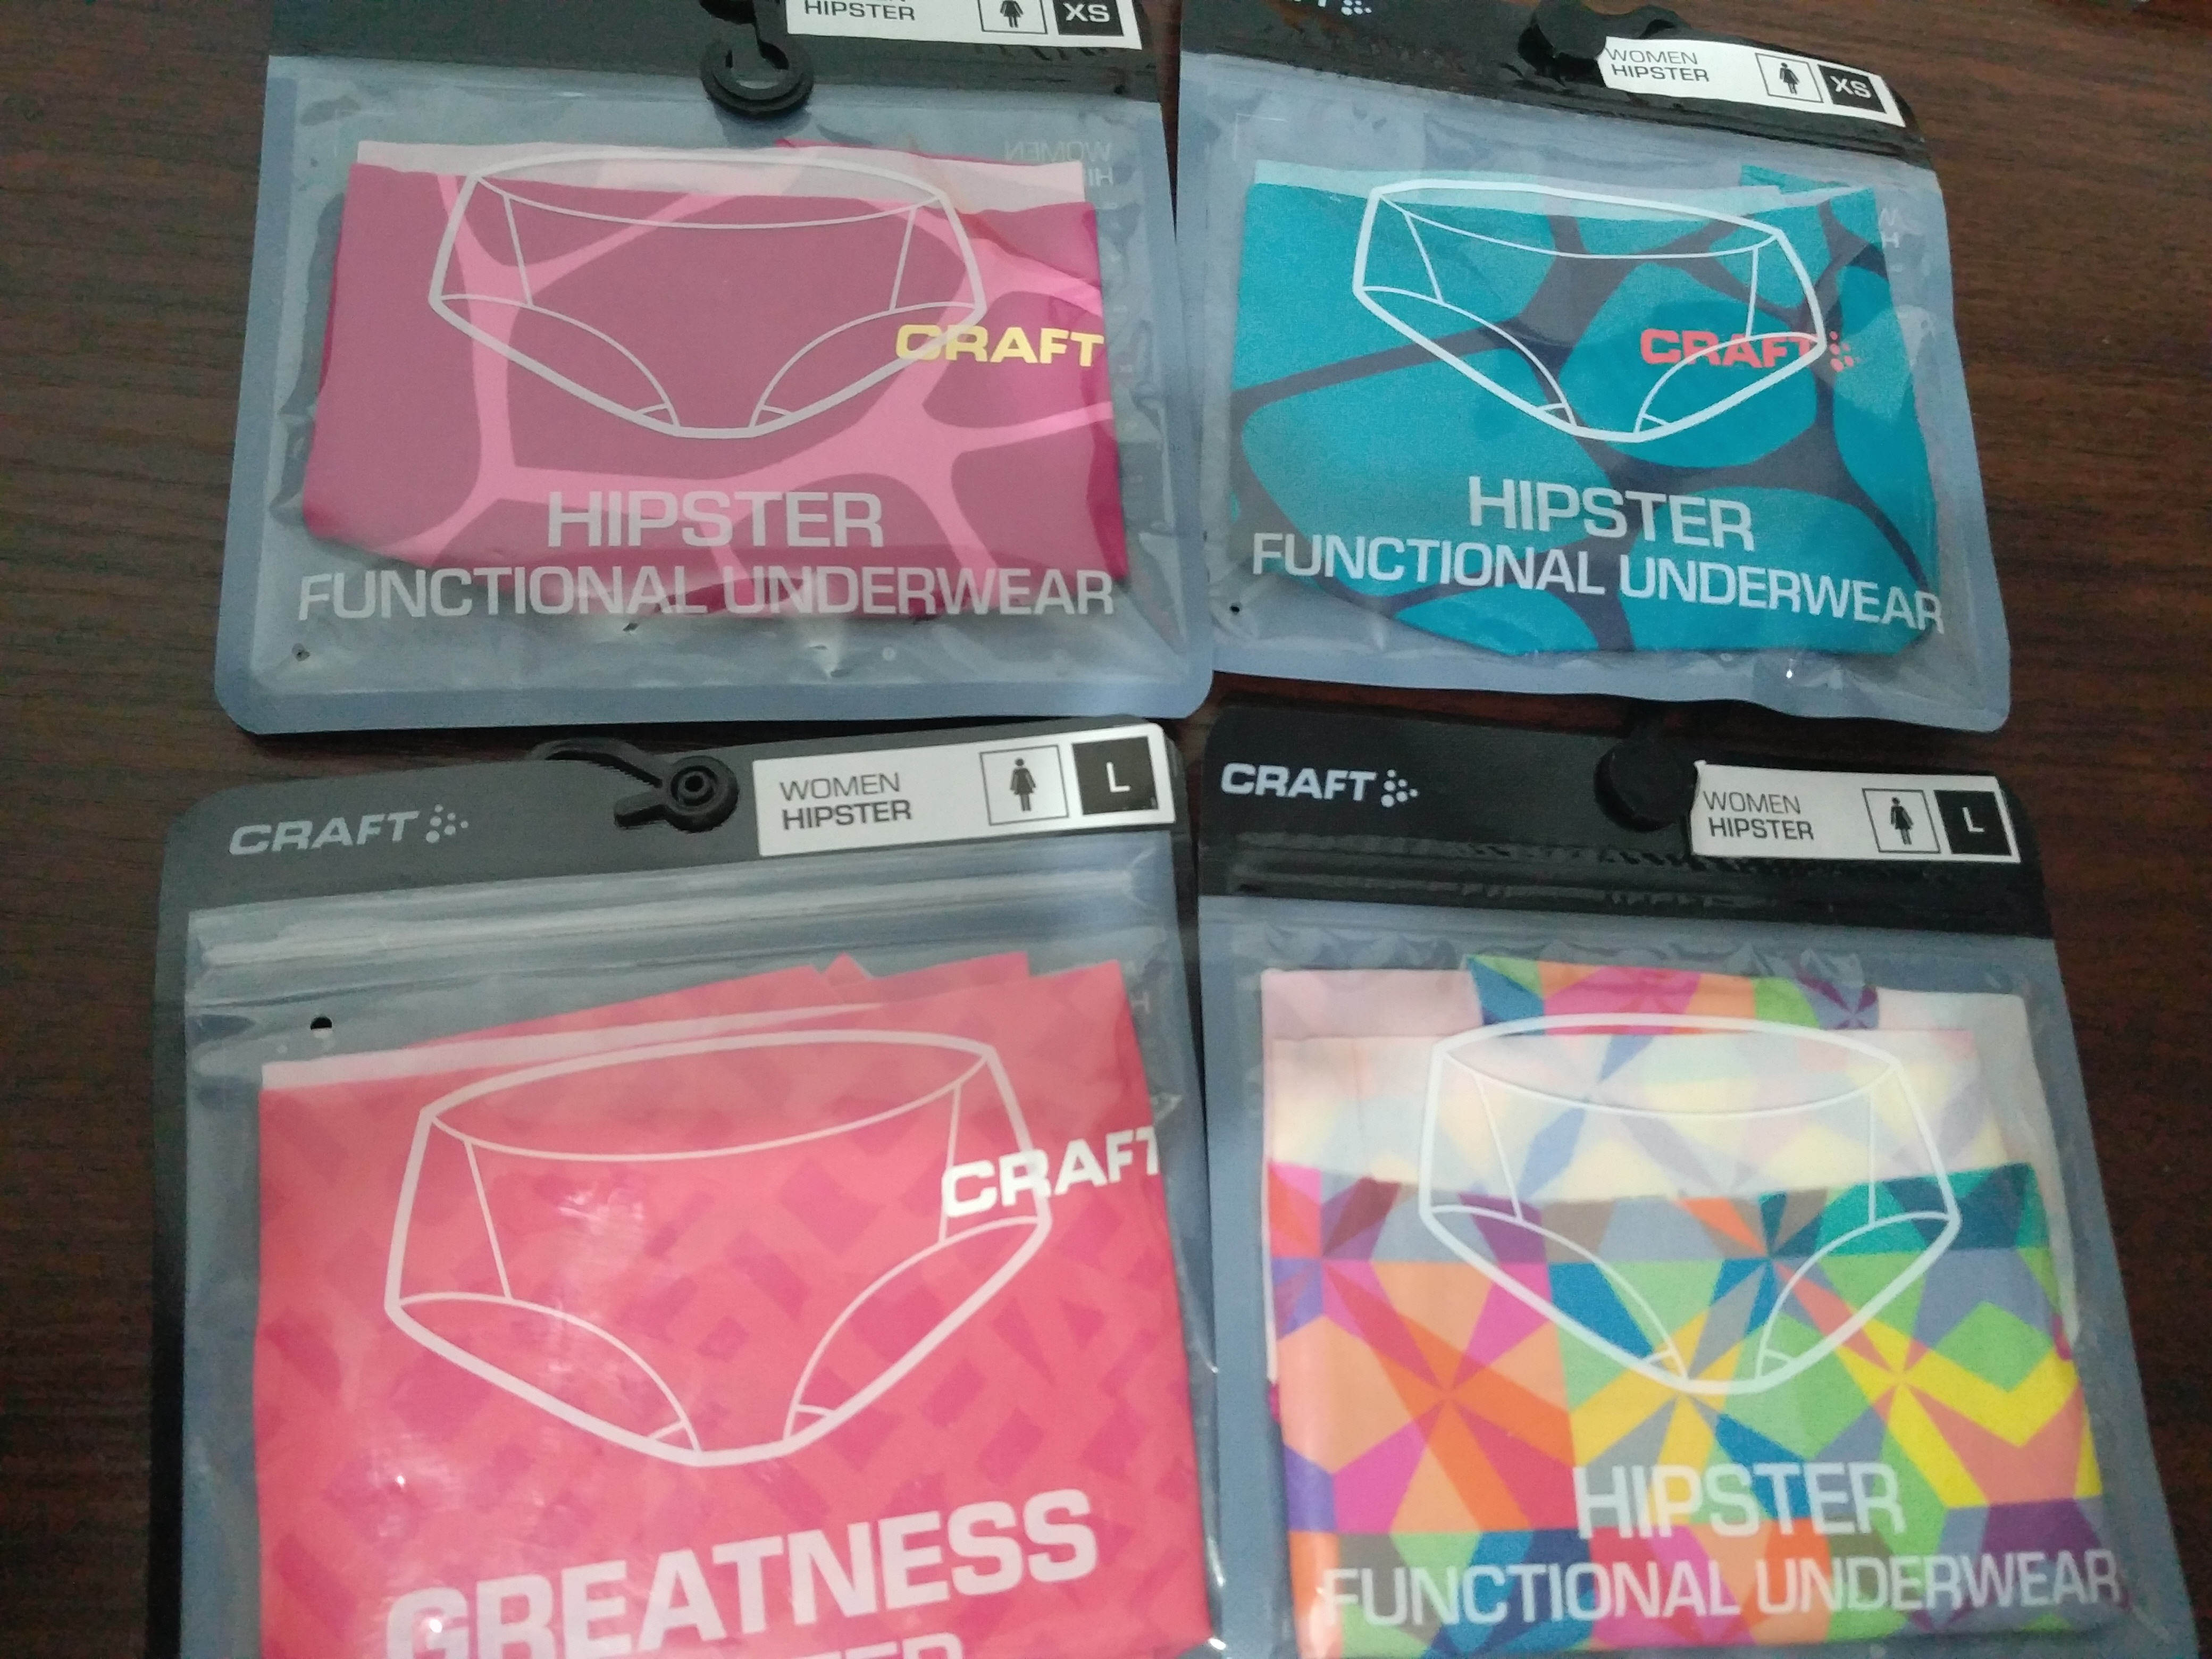 HIPSTER
XS
CRAFT
HIPSTER
FUNCTIONAL UNDERWEAR
WOMEN
HIPSTER
XS
CRAFT
HIPSTER
FUNCTIONAL UNDERWEAR
CRAFT
WOMEN
HIPSTER
L
CRAFT
GREATNESS
CRAFT
WOMEN
HIPSTER
L
HIPSTER
FUNCTIONAL UNDERWEAR